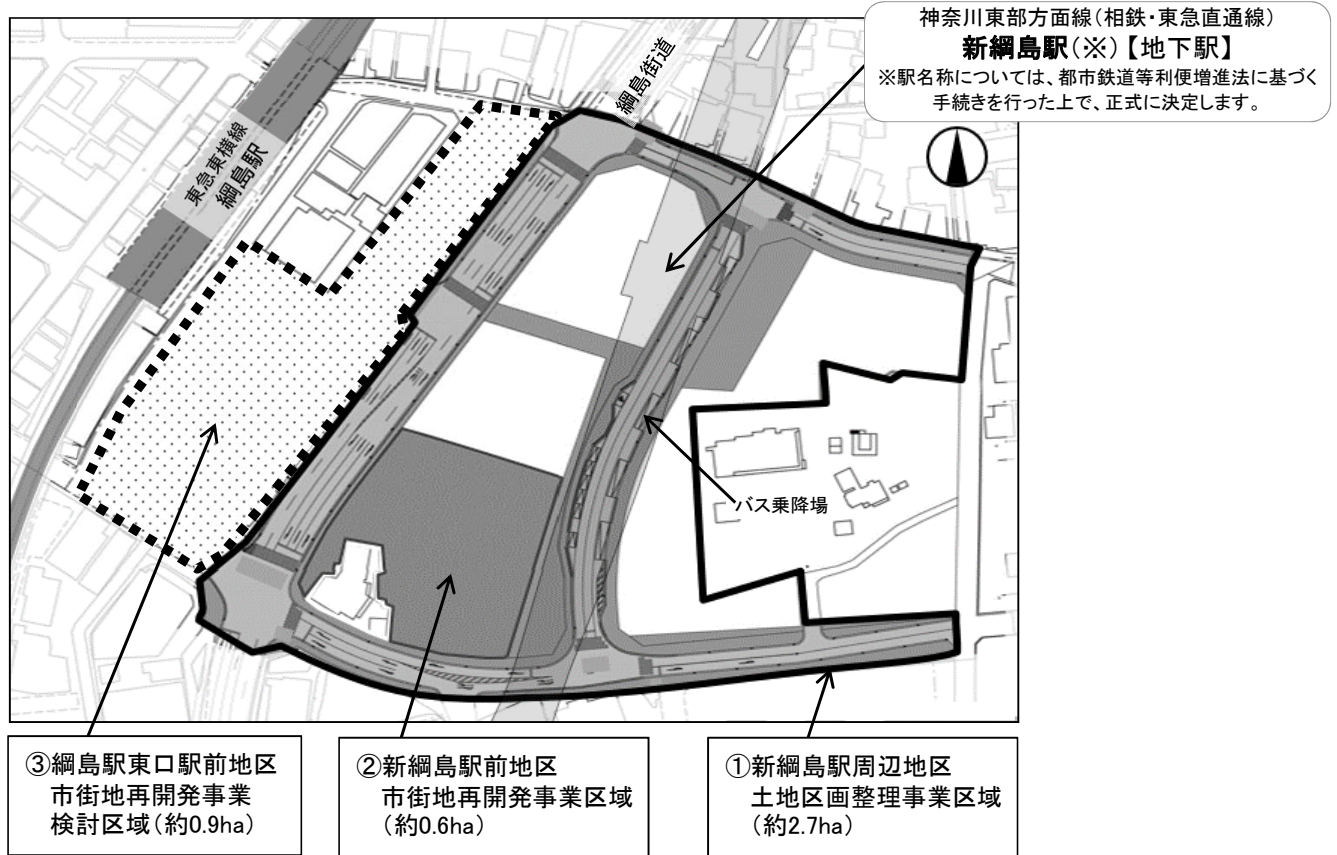 神奈川東部方面線(相鉄・東急直通線)
新綱島駅(※)【地下駅】
※駅名称については、都市鉄道等利便増進法に基づく
手続きを行った上で、正式に決定します。
綱島街道
東急東横線
綱島駅
バス乗降場
③綱島駅東口駅前地区
市街地再開発事業
検討区域(約0.9ha)
②新綱島駅前地区
市街地再開発事業区域
(約0.6ha)
①新綱島駅周辺地区
土地区画整理事業区域
(約2.7ha)